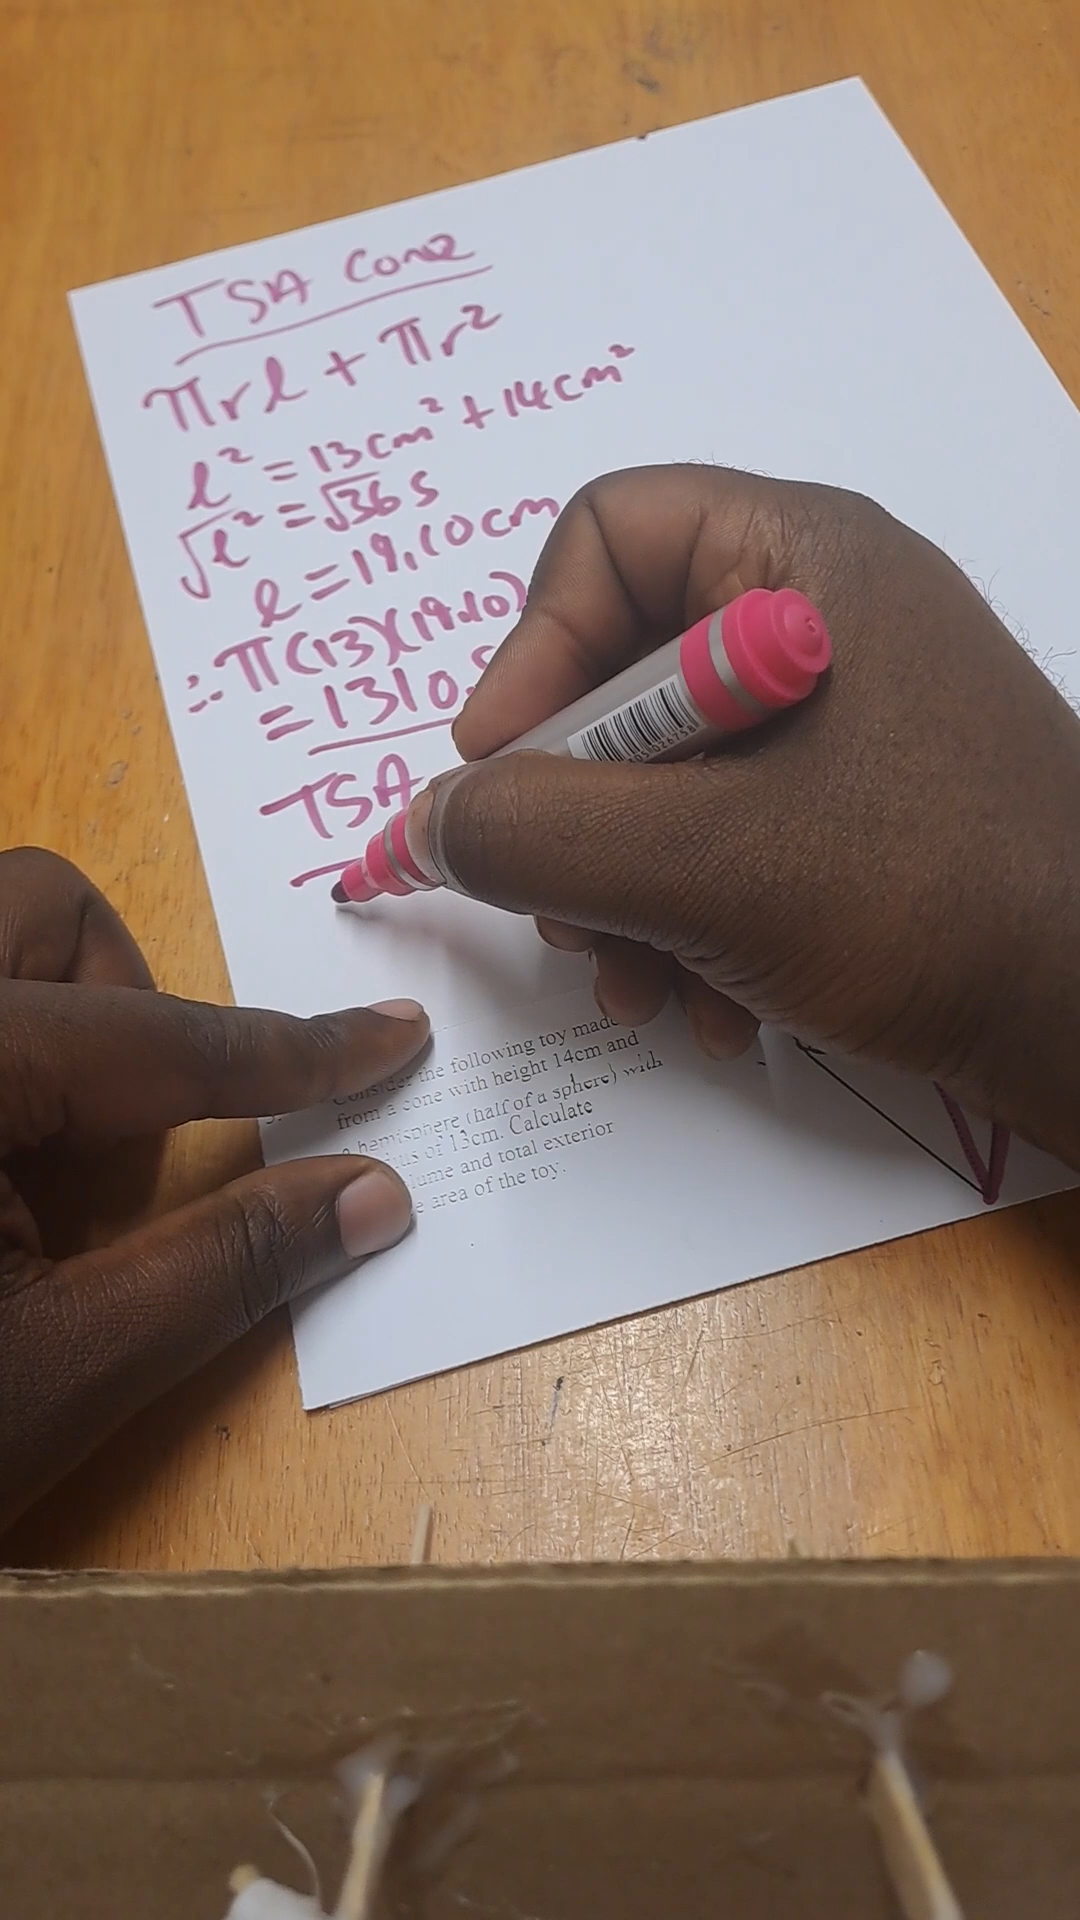 TSA Cone
πrl + πr²
l² = 13cm² + 14cm²
√l² = √365
l = 19,10cm
∴ π(13)(19.10)
= 1310.
TSA
305 026758
the following toy made
from a cone with height 14cm and
hemisphere (half of a sphere) with
of 13cm. Calculate
and total exterior
area of the toy.